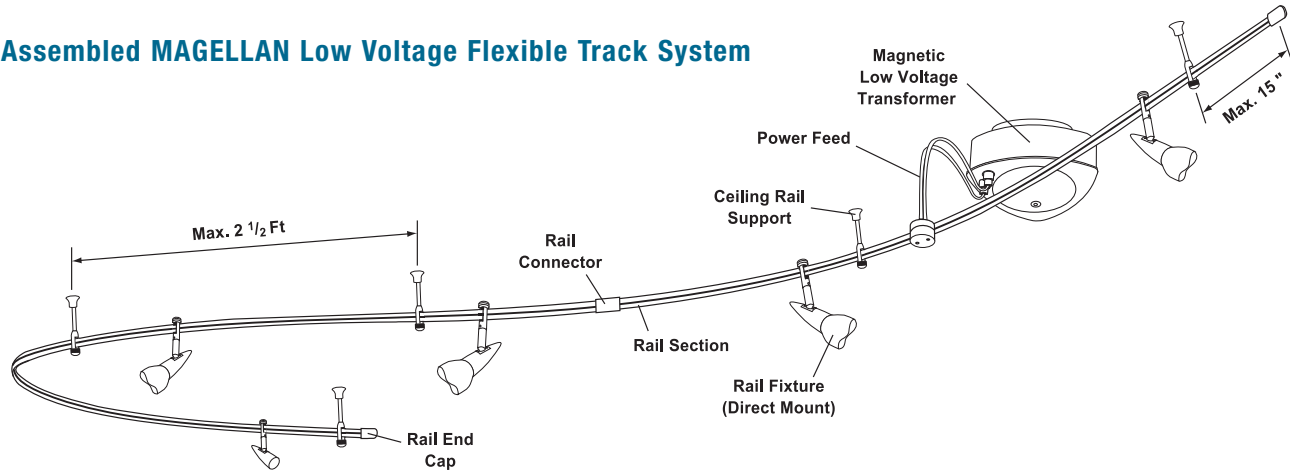 Assembled MAGELLAN Low Voltage Flexible Track System
Magnetic
Low Voltage
Transformer
Max. 15 "
Power Feed
Ceiling Rail
Support
Max. 2 1/2 Ft
Rail
Connector
Rail Section
Rail Fixture
(Direct Mount)
Rail End
Cap